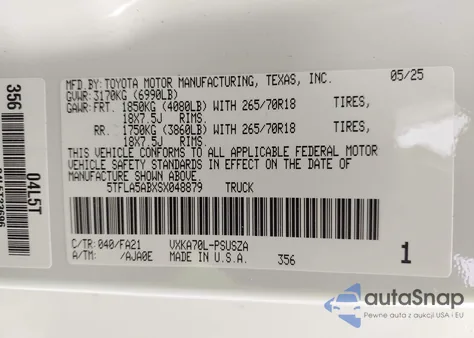 MFD.BY:TOYOTA MOTOR MANUFACTURING, TEXAS, INC. 05/25
GVWR:3170KG (6990LB)
GAWR:FRT. 1850KG (4080LB) WITH 265/70R18 TIRES,
18X7.5J RIMS.
RR. 1750KG (3860LB) WITH 265/70R18 TIRES,
18X7.5J RIMS.
THIS VEHICLE CONFORMS TO ALL APPLICABLE FEDERAL MOTOR
VEHICLE SAFETY STANDARDS IN EFFECT ON THE DATE OF
MANUFACTURE SHOWN ABOVE.
5TFLA5ABXSX048879 TRUCK
C/TR:040/FA21 VXKA70L-PSUSZA
A/TM: /AJA0E MADE IN U.S.A. 356 1
356
04L5T
autoSnap
Pewne auta z aukcji USA i EU